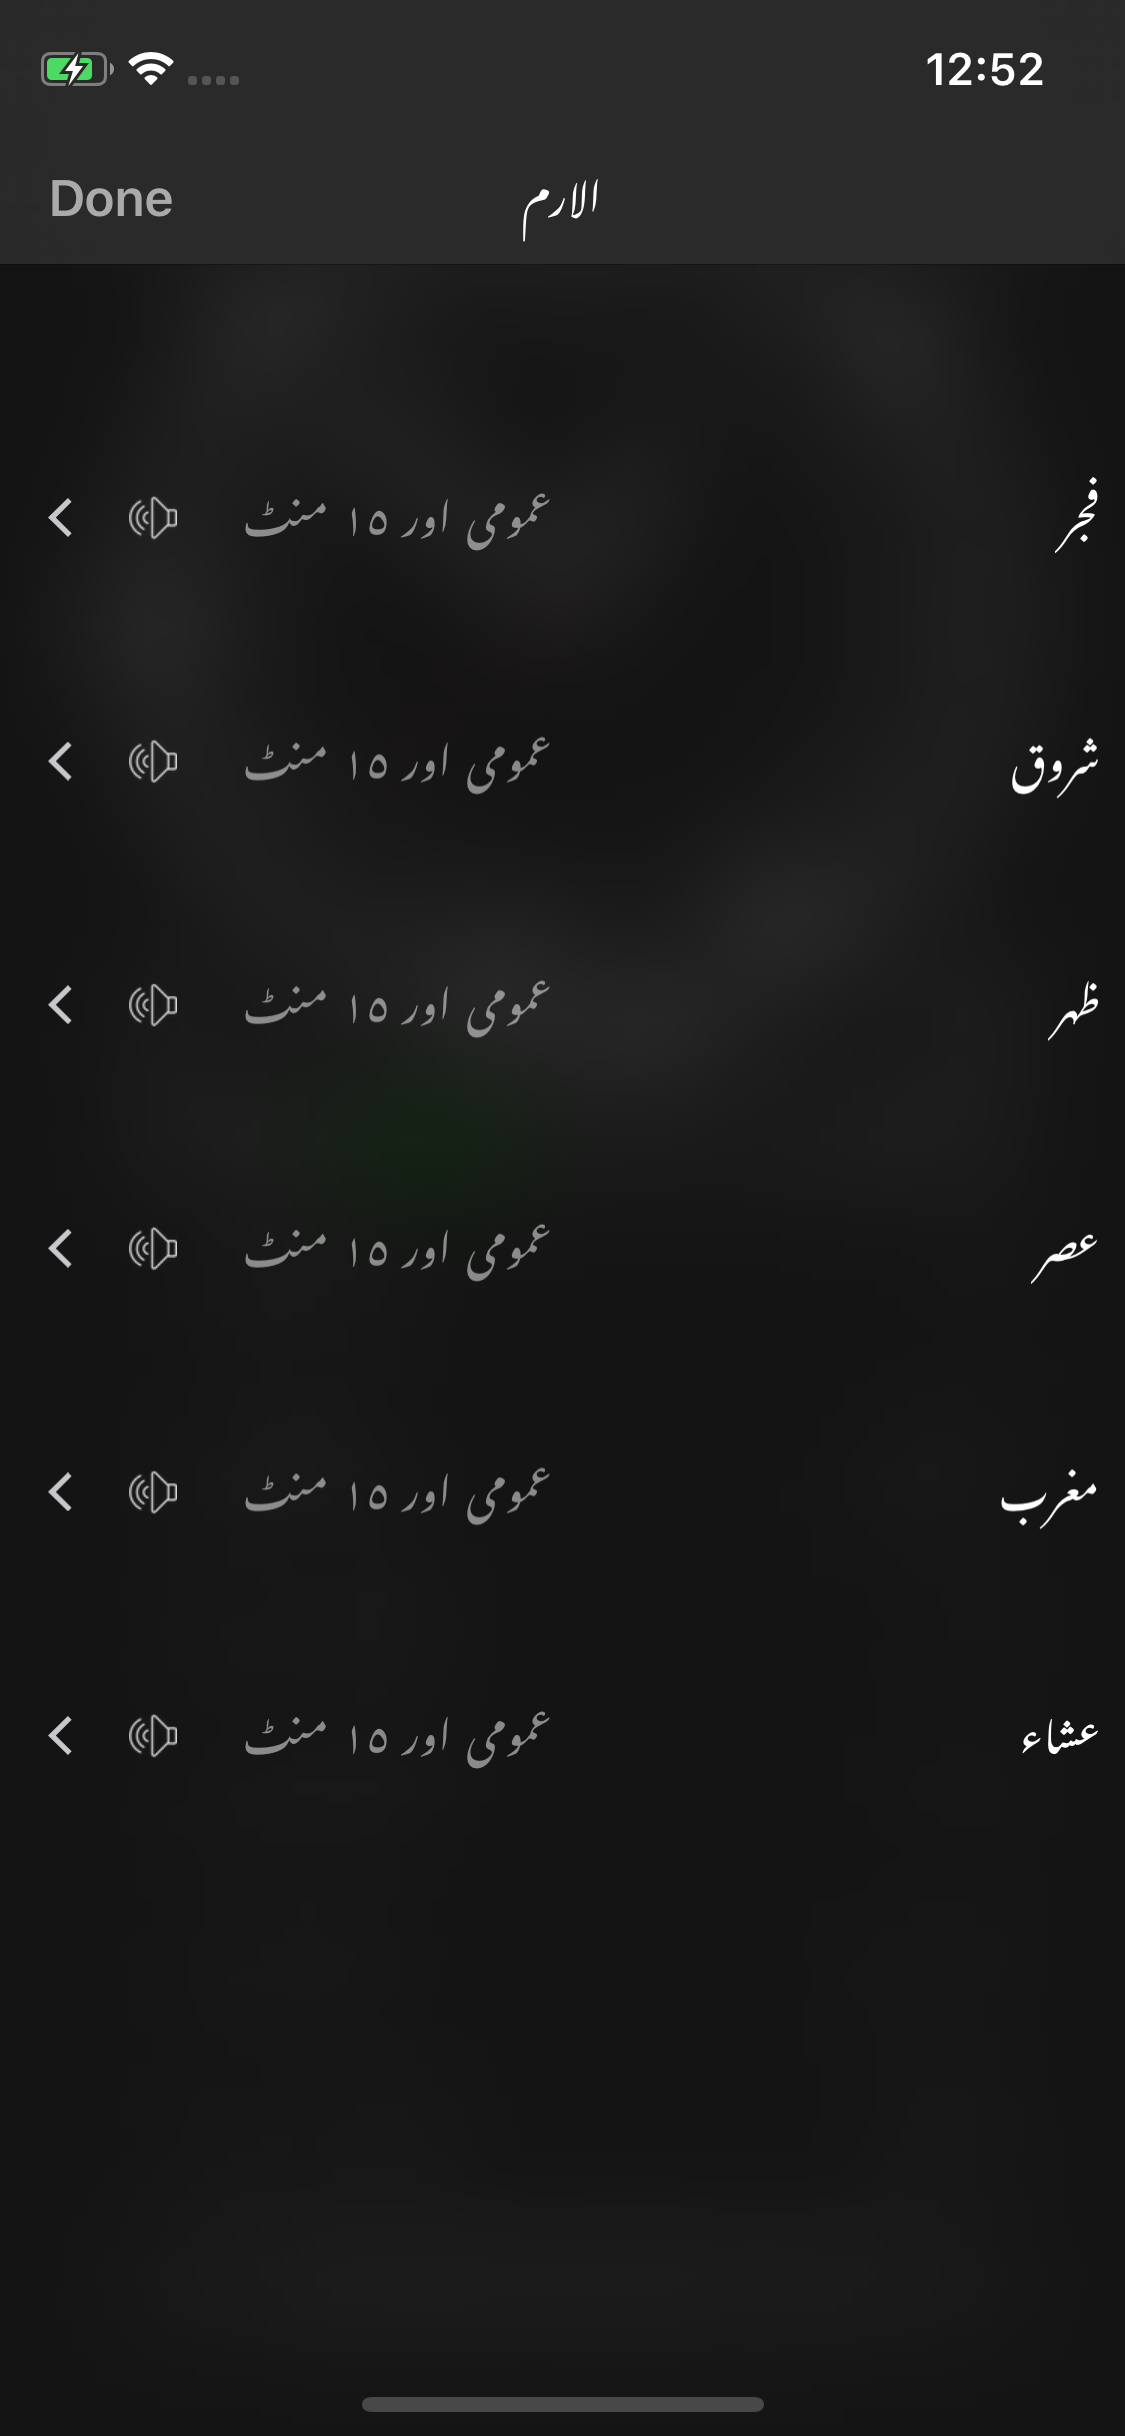 12:52
الارم
Done
فجر
عمومی اور ۱۵ منٹ
شروق
عمومی اور ۱۵ منٹ
ظہر
عمومی اور ۱۵ منٹ
عصر
عمومی اور ۱۵ منٹ
مغرب
عمومی اور ۱۵ منٹ
عشاء
عمومی اور ۱۵ منٹ